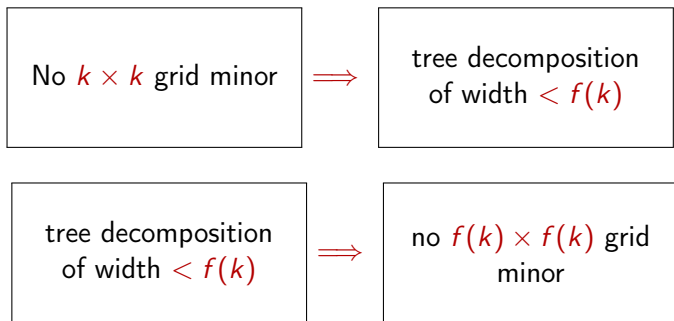 No k × k grid minor ⟹ tree decomposition
of width < f(k)
tree decomposition
of width < f(k) ⟹ no f(k) × f(k) grid
minor